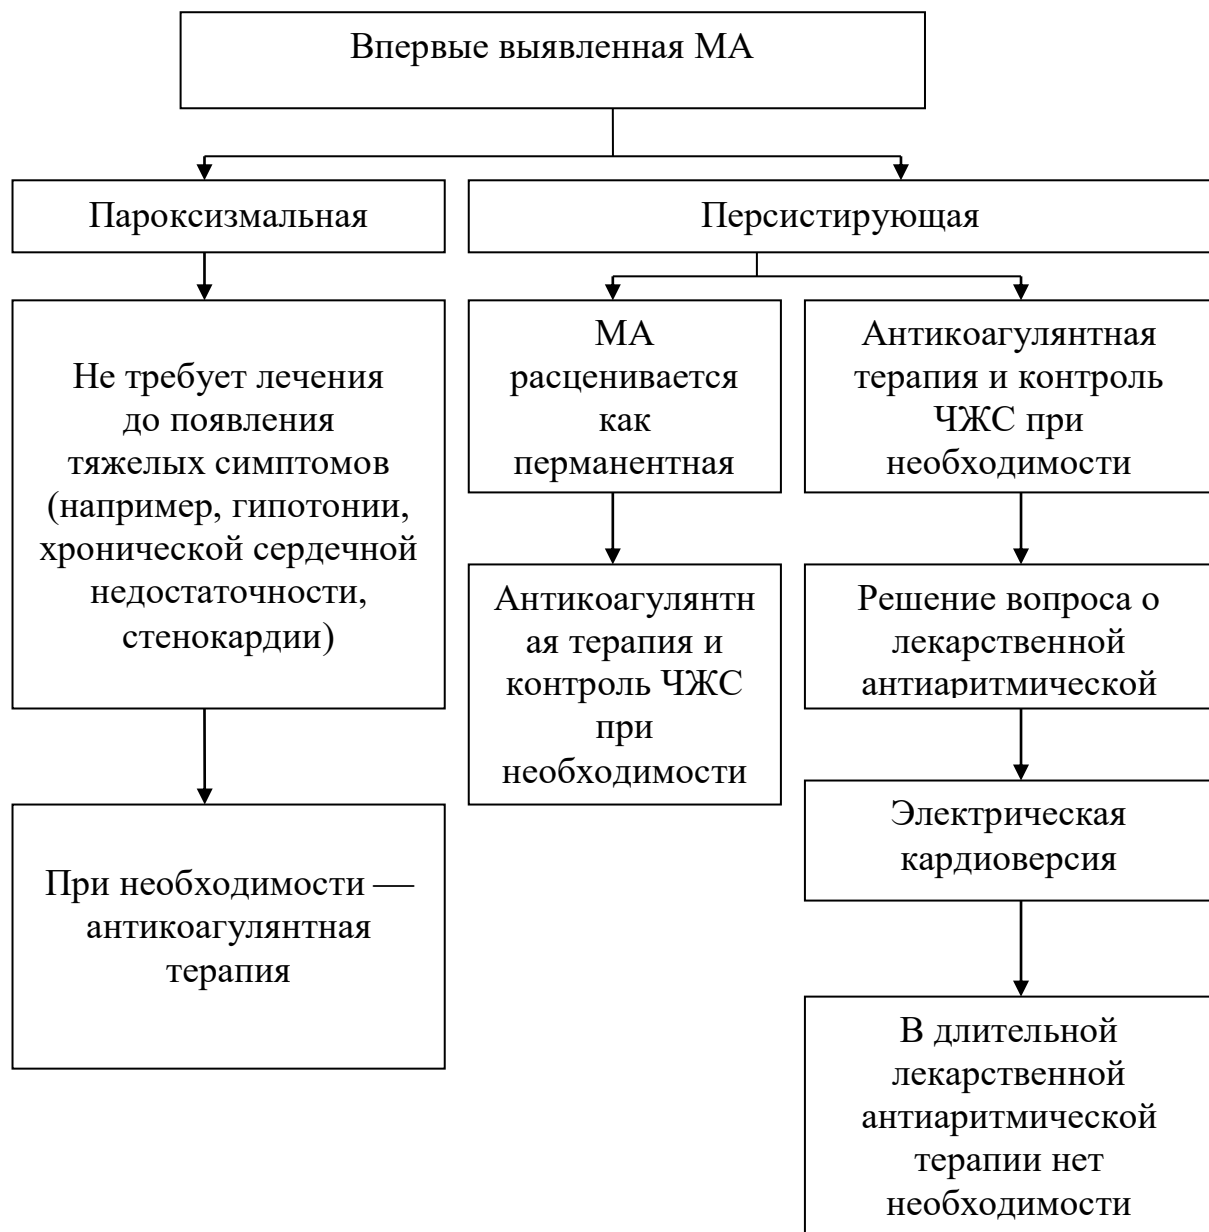 Впервые выявленная МА
Пароксизмальная
Персистирующая
Не требует лечения
до появления
тяжелых симптомов
(например, гипотонии,
хронической сердечной
недостаточности,
стенокардии)
При необходимости —
антикоагулянтная
терапия
МА
расценивается
как
перманентная
Антикоагулянтн
ая терапия и
контроль ЧЖС
при
необходимости
Антикоагулянтная
терапия и контроль
ЧЖС при
необходимости
Решение вопроса о
лекарственной
антиаритмической
Электрическая
кардиоверсия
В длительной
лекарственной
антиаритмической
терапии нет
необходимости